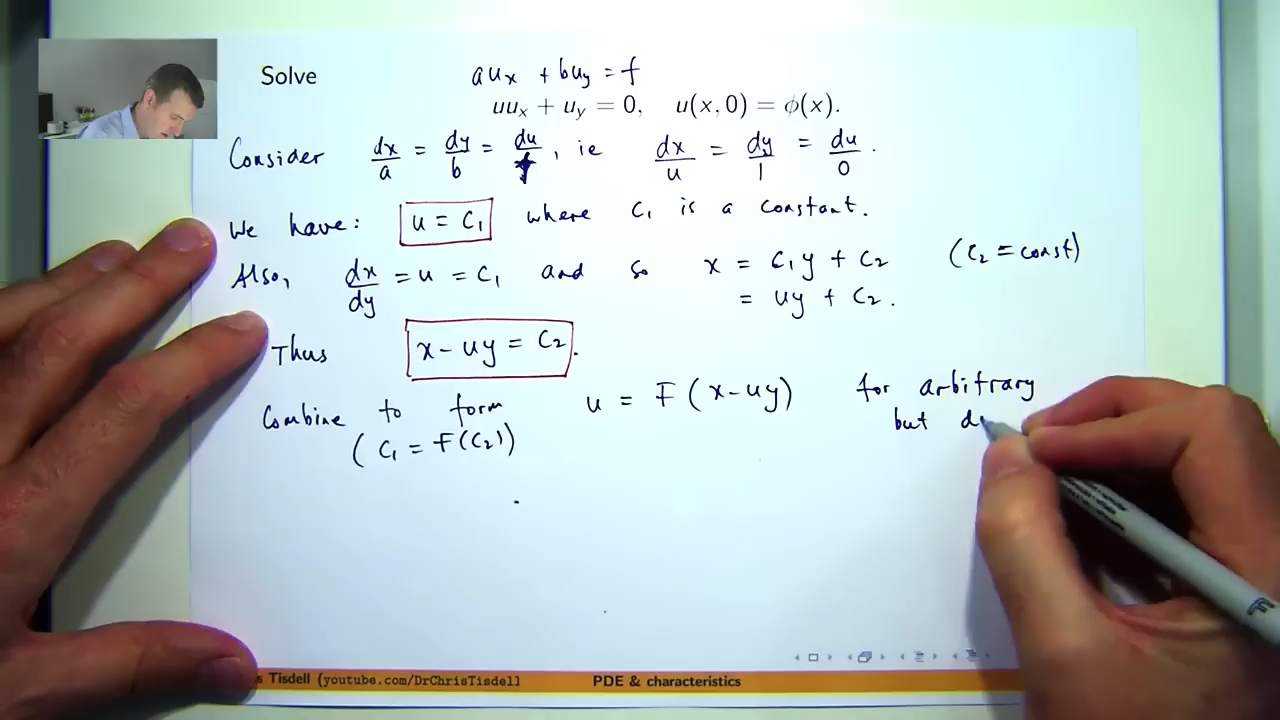 Solve au_x + bu_y = f
uu_x + u_y = 0, u(x, 0) = ϕ(x).
Consider dx/a = dy/b = du/f, ie dx/u = dy/1 = du/0.
We have: u = C₁ where C₁ is a constant.
Also, dx/dy = u = C₁ and so x = C₁y + C₂ (C₂ = const)
= uy + C₂.
Thus x - uy = C₂.
Combine to form u = F(x-uy) for arbitrary
(C₁ = F(C₂)) but
s Tisdell (youtube.com/DrChrisTisdell PDE & characteristics